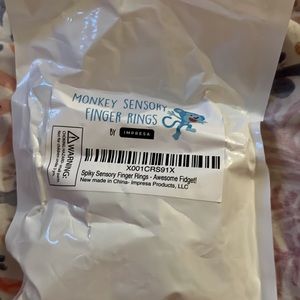 MONKEY SENSORY
FINGER RINGS
BY IMPRESA
WARNING:
X001CRS91X
Spiky Sensory Finger Rings - Awesome Fidget!
New made in China- Impresa Products, LLC